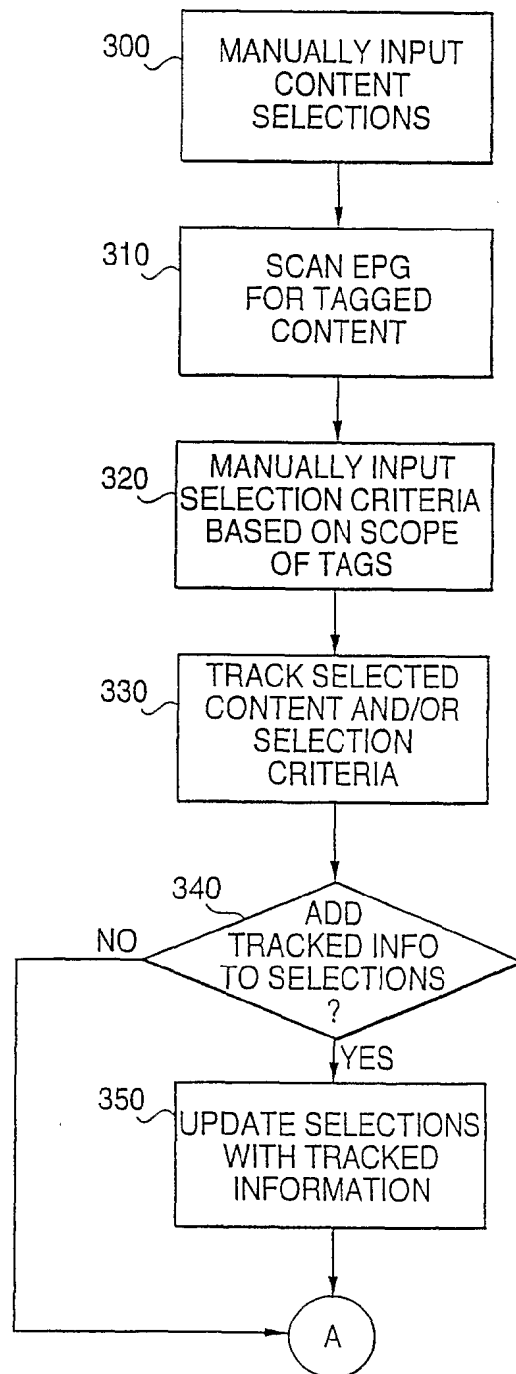 300
MANUALLY INPUT
CONTENT
SELECTIONS
310
SCAN EPG
FOR TAGGED
CONTENT
320
MANUALLY INPUT
SELECTION CRITERIA
BASED ON SCOPE
OF TAGS
330
TRACK SELECTED
CONTENT AND/OR
SELECTION
CRITERIA
340
ADD
TRACKED INFO
TO SELECTIONS
?
NO
YES
350
UPDATE SELECTIONS
WITH TRACKED
INFORMATION
A